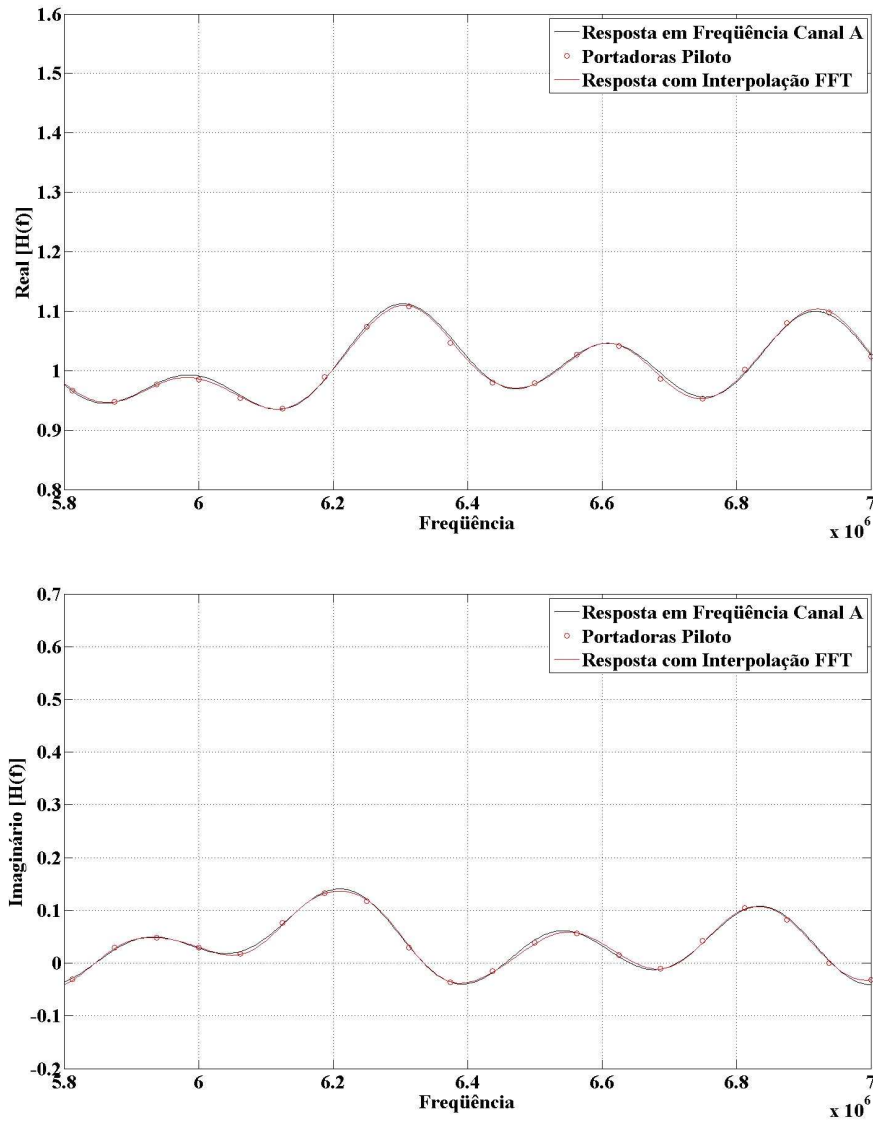 1.6
1.5
1.4
1.3
1.2
1.1
1
0.9
0.8
Real [H(f)]
Resposta em Freqüência Canal A
Portadoras Piloto
Resposta com Interpolação FFT
5.8 6 6.2 6.4 6.6 6.8 7
Freqüência
x 10^6
0.7
0.6
0.5
0.4
0.3
0.2
0.1
0
-0.1
-0.2
Imaginário [H(f)]
Resposta em Freqüência Canal A
Portadoras Piloto
Resposta com Interpolação FFT
5.8 6 6.2 6.4 6.6 6.8 7
Freqüência
x 10^6